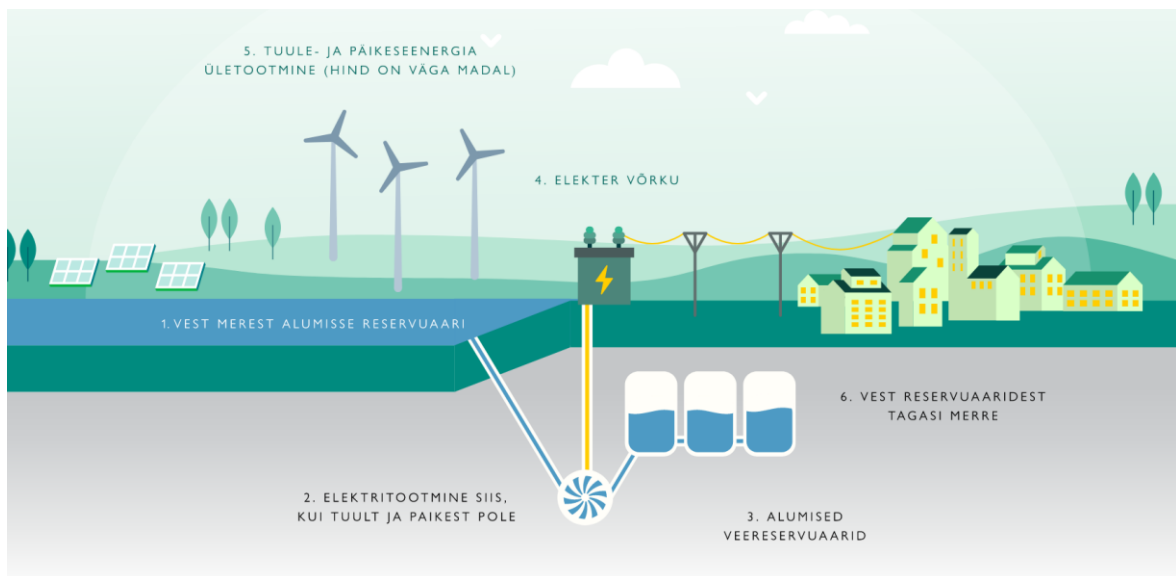 5. TUULE- JA PÄIKESEENERGIA
ÜLETOOTMINE (HIND ON VÄGA MADAL)
4. ELEKTER VÕRKU
1. VEST MEREST ALUMISSE RESERVUAARI
6. VEST RESERVUAARIDEST
TAGASI MERRE
2. ELEKTRITOOTMINE SIIS,
KUI TUULT JA PAIKEST POLE
3. ALUMISED
VEERESERVUAARID